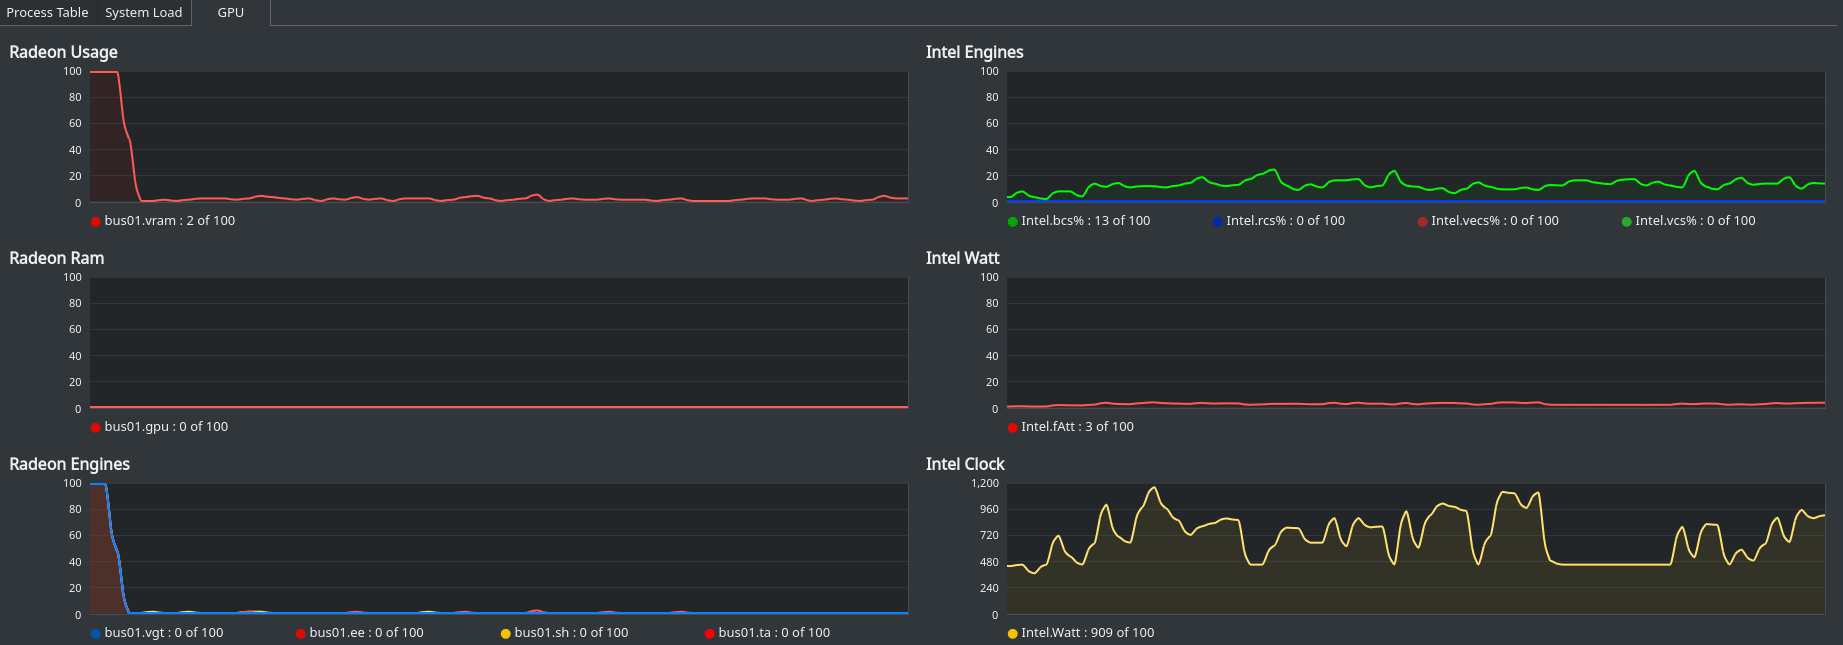 Process Table System Load GPU
Radeon Usage
100
80
60
40
20
0
bus01.vram : 2 of 100
Intel Engines
100
80
60
40
20
0
Intel.bcs% : 13 of 100 Intel.rcs% : 0 of 100 Intel.vecs% : 0 of 100 Intel.vcs% : 0 of 100
Radeon Ram
100
80
60
40
20
0
bus01.gpu : 0 of 100
Intel Watt
100
80
60
40
20
0
Intel.fAtt : 3 of 100
Radeon Engines
100
80
60
40
20
0
bus01.vgt : 0 of 100 bus01.ee : 0 of 100 bus01.sh : 0 of 100 bus01.ta : 0 of 100
Intel Clock
1,200
960
720
480
240
0
Intel.Watt : 909 of 100